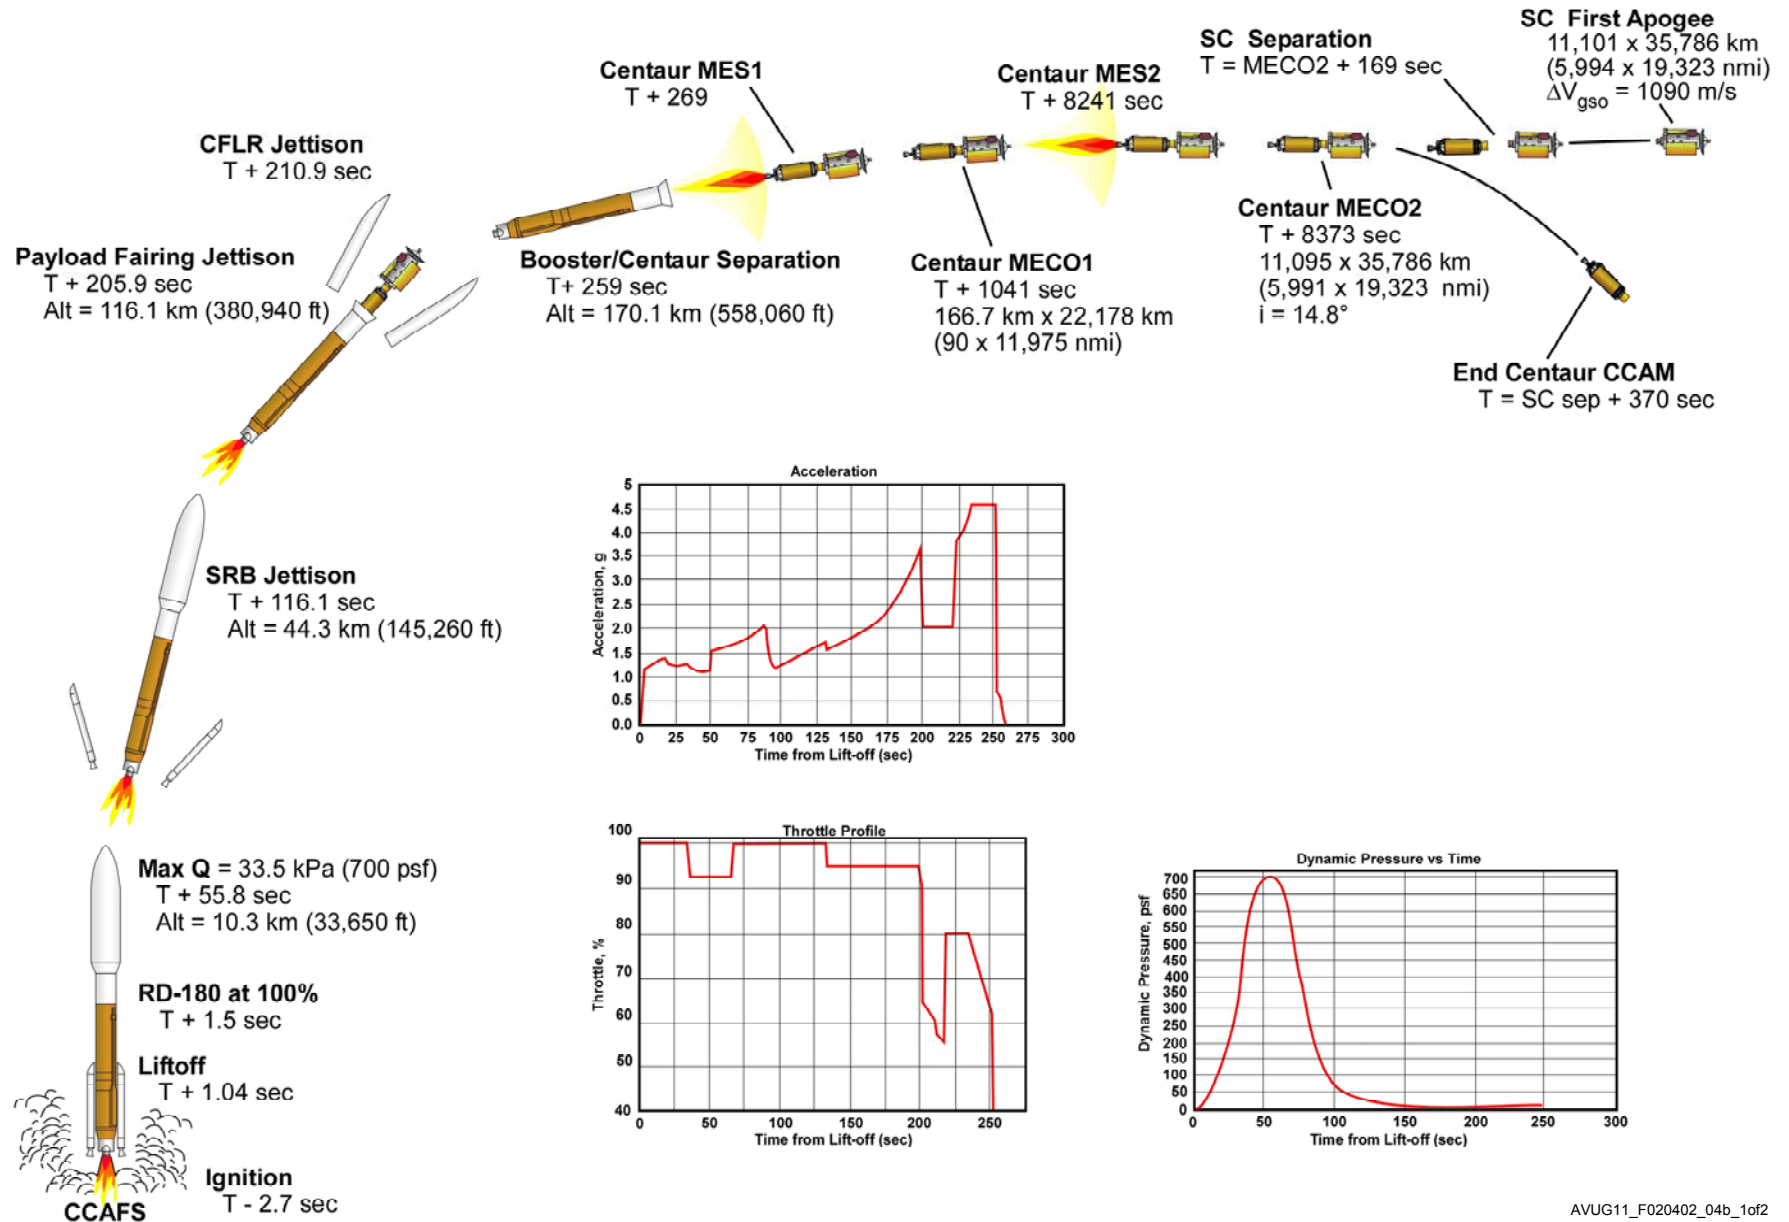 SC First Apogee
11,101 x 35,786 km
(5,994 x 19,323 nmi)
ΔVgso = 1090 m/s
SC Separation
T = MECO2 + 169 sec
Centaur MES2
T + 8241 sec
Centaur MES1
T + 269
CFLR Jettison
T + 210.9 sec
Payload Fairing Jettison
T + 205.9 sec
Alt = 116.1 km (380,940 ft)
Booster/Centaur Separation
T+ 259 sec
Alt = 170.1 km (558,060 ft)
Centaur MECO1
T + 1041 sec
166.7 km x 22,178 km
(90 x 11,975 nmi)
Centaur MECO2
T + 8373 sec
11,095 x 35,786 km
(5,991 x 19,323 nmi)
i = 14.8°
End Centaur CCAM
T = SC sep + 370 sec
SRB Jettison
T + 116.1 sec
Alt = 44.3 km (145,260 ft)
Max Q = 33.5 kPa (700 psf)
T + 55.8 sec
Alt = 10.3 km (33,650 ft)
RD-180 at 100%
T + 1.5 sec
Liftoff
T + 1.04 sec
Ignition
T - 2.7 sec
CCAFS
Acceleration
Acceleration, g
5
4.5
4.0
3.5
3.0
2.5
2.0
1.5
1.0
0.5
0.0
0 25 50 75 100 125 150 175 200 225 250 275 300
Time from Lift-off (sec)
Throttle Profile
Throttle, %
100
90
80
70
60
50
40
0 50 100 150 200 250
Time from Lift-off (sec)
Dynamic Pressure vs Time
Dynamic Pressure, psf
700
650
600
550
500
450
400
350
300
250
200
150
100
50
0
0 50 100 150 200 250 300
Time from Lift-off (sec)
AVUG11_F020402_04b_1of2